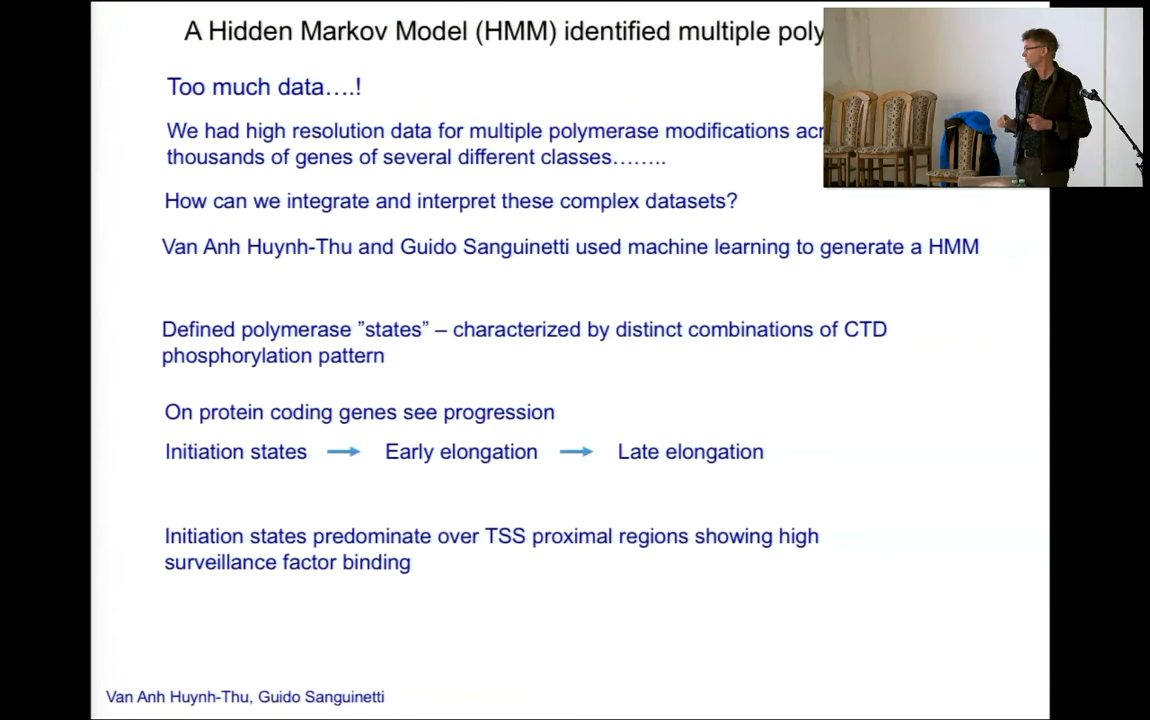 A Hidden Markov Model (HMM) identified multiple poly
Too much data….!
We had high resolution data for multiple polymerase modifications acr
thousands of genes of several different classes……..
How can we integrate and interpret these complex datasets?
Van Anh Huynh-Thu and Guido Sanguinetti used machine learning to generate a HMM
Defined polymerase ”states” – characterized by distinct combinations of CTD
phosphorylation pattern
On protein coding genes see progression
Initiation states → Early elongation → Late elongation
Initiation states predominate over TSS proximal regions showing high
surveillance factor binding
Van Anh Huynh-Thu, Guido Sanguinetti